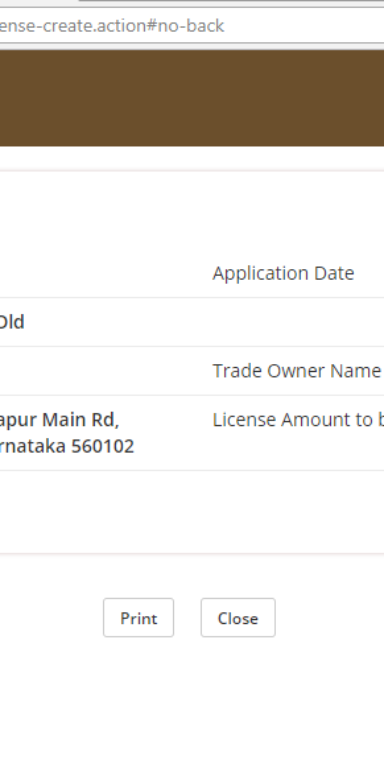 ense-create.action#no-back
Application Date
Old
Trade Owner Name
apur Main Rd,
License Amount to b
rnataka 560102
Print
Close